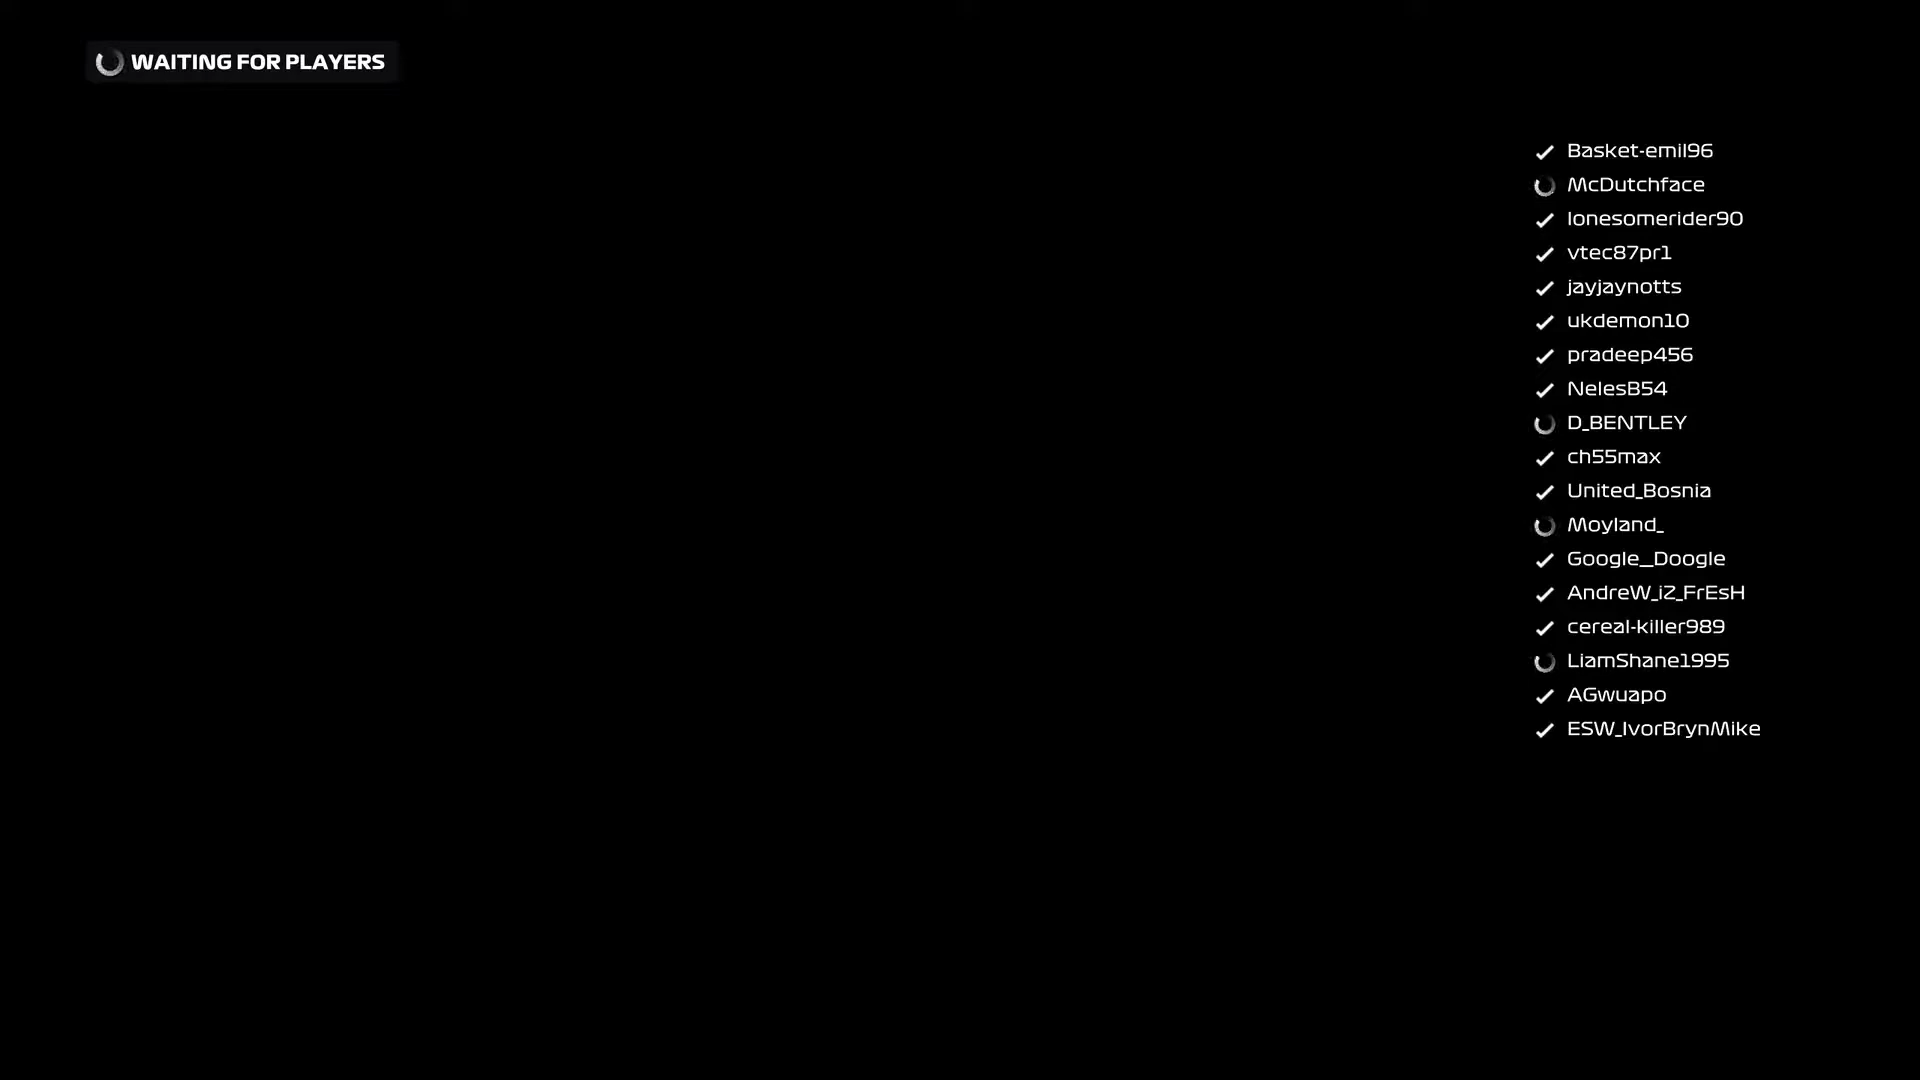 WAITING FOR PLAYERS
Basket-emil96
McDutchface
lonesomerider90
vtec87pr1
jayjaynotts
ukdemon10
pradeep456
NelesB54
D_BENTLEY
ch55max
United_Bosnia
Moyland_
Google__Doogle
AndreW_iZ_FrEsH
cereal-killer989
LiamShane1995
AGwuapo
ESW_IvorBrynMike